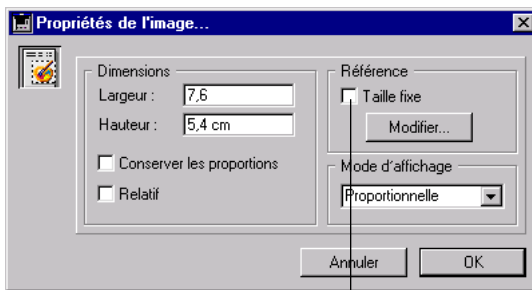 Propriétés de l'image...
Dimensions
Largeur : 7,6
Hauteur : 5,4 cm
Conserver les proportions
Relatif
Référence
Taille fixe
Modifier...
Mode d'affichage
Proportionnelle
Annuler
OK